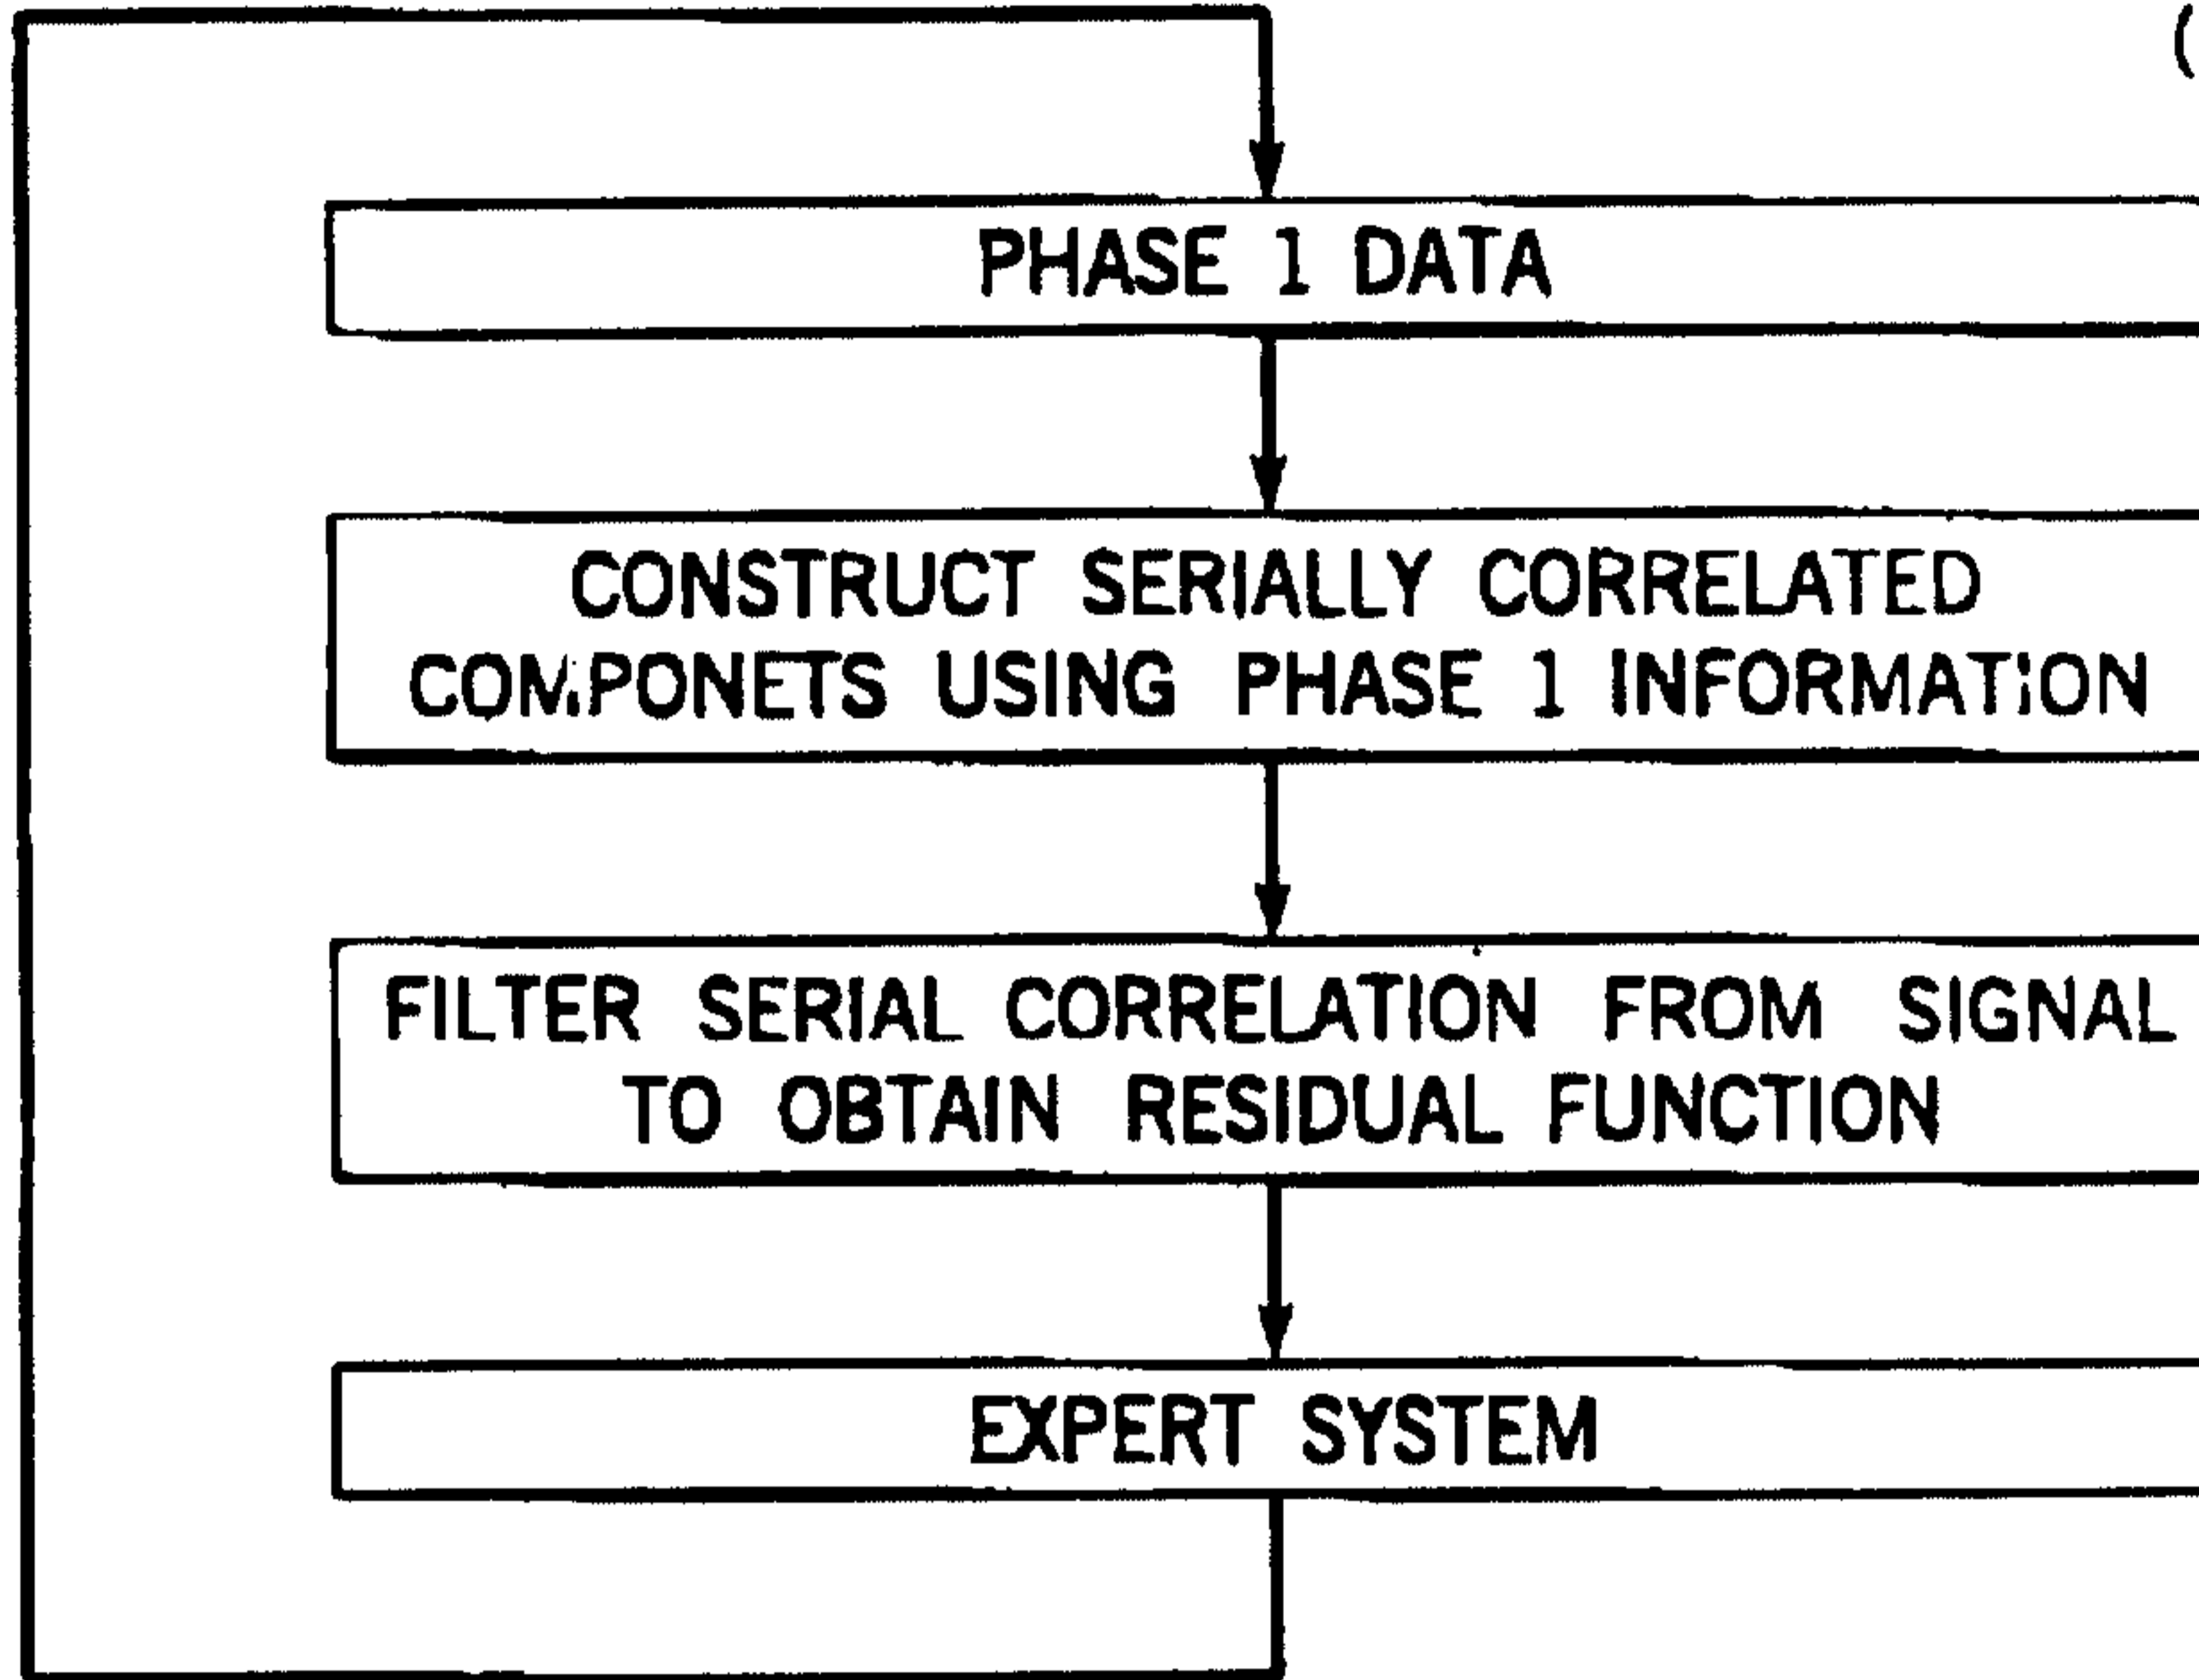 (
PHASE 1 DATA
CONSTRUCT SERIALLY CORRELATED
COMPONETS USING PHASE 1 INFORMATION
FILTER SERIAL CORRELATION FROM SIGNAL
TO OBTAIN RESIDUAL FUNCTION
EXPERT SYSTEM